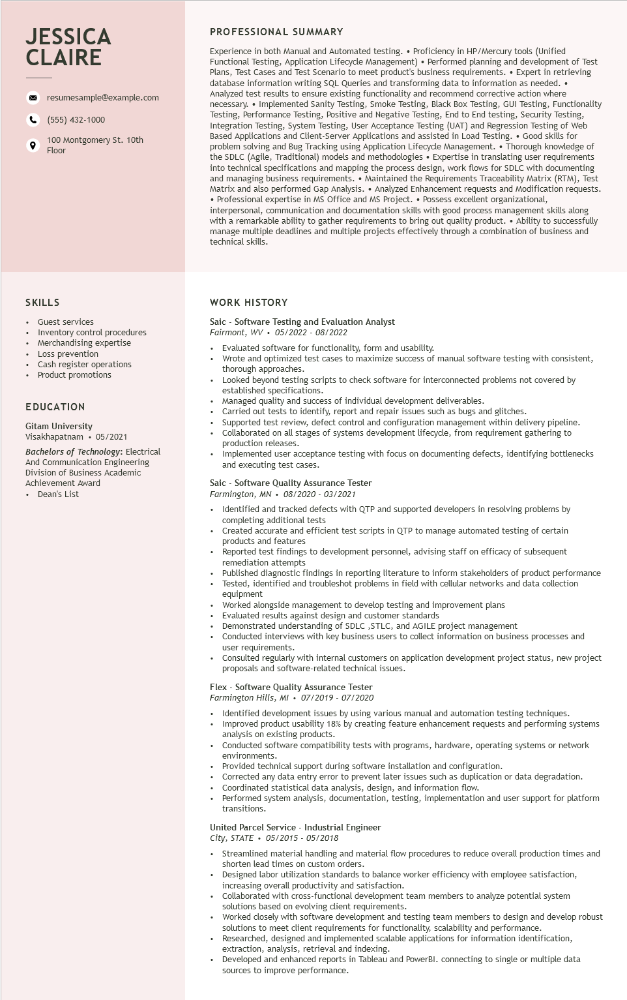 JESSICA
CLAIRE
resumesample@example.com
(555) 432-1000
100 Montgomery St. 10th
Floor
PROFESSIONAL SUMMARY
Experience in both Manual and Automated testing. • Proficiency in HP/Mercury tools (Unified
Functional Testing, Application Lifecycle Management) • Performed planning and development of Test
Plans, Test Cases and Test Scenario to meet product's business requirements. • Expert in retrieving
database information writing SQL Queries and transforming data to information as needed. •
Analyzed test results to ensure existing functionality and recommend corrective action where
necessary. • Implemented Sanity Testing, Smoke Testing, Black Box Testing, GUI Testing, Functionality
Testing, Performance Testing, Positive and Negative Testing, End to End testing, Security Testing,
Integration Testing, System Testing, User Acceptance Testing (UAT) and Regression Testing of Web
Based Applications and Client-Server Applications and assisted in Load Testing. • Good skills for
problem solving and Bug Tracking using Application Lifecycle Management. • Thorough knowledge of
the SDLC (Agile, Traditional) models and methodologies • Expertise in translating user requirements
into technical specifications and mapping the process design, work flows for SDLC with documenting
and managing business requirements. • Maintained the Requirements Traceability Matrix (RTM), Test
Matrix and also performed Gap Analysis. • Analyzed Enhancement requests and Modification requests.
• Professional expertise in MS Office and MS Project. • Possess excellent organizational,
interpersonal, communication and documentation skills with good process management skills along
with a remarkable ability to gather requirements to bring out quality product. • Ability to successfully
manage multiple deadlines and multiple projects effectively through a combination of business and
technical skills.
SKILLS
• Guest services
• Inventory control procedures
• Merchandising expertise
• Loss prevention
• Cash register operations
• Product promotions
EDUCATION
Gitam University
Visakhapatnam • 05/2021
Bachelors of Technology: Electrical
And Communication Engineering
Division of Business Academic
Achievement Award
• Dean's List
WORK HISTORY
Saic - Software Testing and Evaluation Analyst
Fairmont, WV • 05/2022 - 08/2022
• Evaluated software for functionality, form and usability.
• Wrote and optimized test cases to maximize success of manual software testing with consistent,
thorough approaches.
• Looked beyond testing scripts to check software for interconnected problems not covered by
established specifications.
• Managed quality and success of individual development deliverables.
• Carried out tests to identify, report and repair issues such as bugs and glitches.
• Supported test review, defect control and configuration management within delivery pipeline.
• Collaborated on all stages of systems development lifecycle, from requirement gathering to
production releases.
• Implemented user acceptance testing with focus on documenting defects, identifying bottlenecks
and executing test cases.
Saic - Software Quality Assurance Tester
Farmington, MN • 08/2020 - 03/2021
• Identified and tracked defects with QTP and supported developers in resolving problems by
completing additional tests
• Created accurate and efficient test scripts in QTP to manage automated testing of certain
products and features
• Reported test findings to development personnel, advising staff on efficacy of subsequent
remediation attempts
• Published diagnostic findings in reporting literature to inform stakeholders of product performance
• Tested, identified and troubleshot problems in field with cellular networks and data collection
equipment
• Worked alongside management to develop testing and improvement plans
• Evaluated results against design and customer standards
• Demonstrated understanding of SDLC ,STLC, and AGILE project management
• Conducted interviews with key business users to collect information on business processes and
user requirements.
• Consulted regularly with internal customers on application development project status, new project
proposals and software-related technical issues.
Flex - Software Quality Assurance Tester
Farmington Hills, MI • 07/2019 - 07/2020
• Identified development issues by using various manual and automation testing techniques.
• Improved product usability 18% by creating feature enhancement requests and performing systems
analysis on existing products.
• Conducted software compatibility tests with programs, hardware, operating systems or network
environments.
• Provided technical support during software installation and configuration.
• Corrected any data entry error to prevent later issues such as duplication or data degradation.
• Coordinated statistical data analysis, design, and information flow.
• Performed system analysis, documentation, testing, implementation and user support for platform
transitions.
United Parcel Service - Industrial Engineer
City, STATE • 05/2015 - 05/2018
• Streamlined material handling and material flow procedures to reduce overall production times and
shorten lead times on custom orders.
• Designed labor utilization standards to balance worker efficiency with employee satisfaction,
increasing overall productivity and satisfaction.
• Collaborated with cross-functional development team members to analyze potential system
solutions based on evolving client requirements.
• Worked closely with software development and testing team members to design and develop robust
solutions to meet client requirements for functionality, scalability and performance.
• Researched, designed and implemented scalable applications for information identification,
extraction, analysis, retrieval and indexing.
• Developed and enhanced reports in Tableau and PowerBI. connecting to single or multiple data
sources to improve performance.